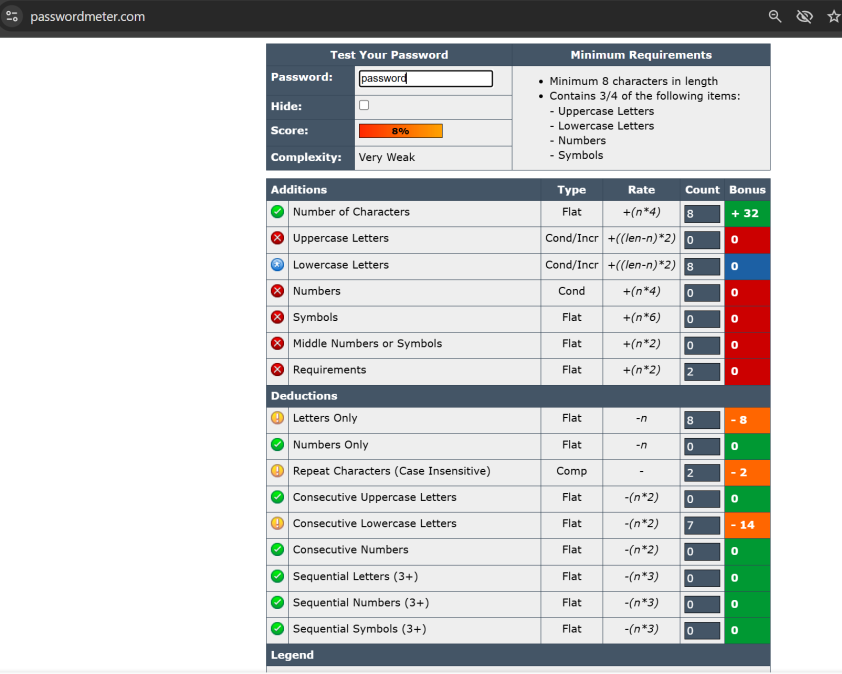 passwordmeter.com
Test Your Password
Minimum Requirements
Password:
password
• Minimum 8 characters in length
• Contains 3/4 of the following items:
- Uppercase Letters
- Lowercase Letters
- Numbers
- Symbols
Hide:
Score:
8%
Complexity:
Very Weak
Additions Type Rate Count Bonus
Number of Characters Flat +(n*4) 8 + 32
Uppercase Letters Cond/Incr +((len-n)*2) 0 0
Lowercase Letters Cond/Incr +((len-n)*2) 8 0
Numbers Cond +(n*4) 0 0
Symbols Flat +(n*6) 0 0
Middle Numbers or Symbols Flat +(n*2) 0 0
Requirements Flat +(n*2) 2 0
Deductions
Letters Only Flat -n 8 - 8
Numbers Only Flat -n 0 0
Repeat Characters (Case Insensitive) Comp - 2 - 2
Consecutive Uppercase Letters Flat -(n*2) 0 0
Consecutive Lowercase Letters Flat -(n*2) 7 - 14
Consecutive Numbers Flat -(n*2) 0 0
Sequential Letters (3+) Flat -(n*3) 0 0
Sequential Numbers (3+) Flat -(n*3) 0 0
Sequential Symbols (3+) Flat -(n*3) 0 0
Legend